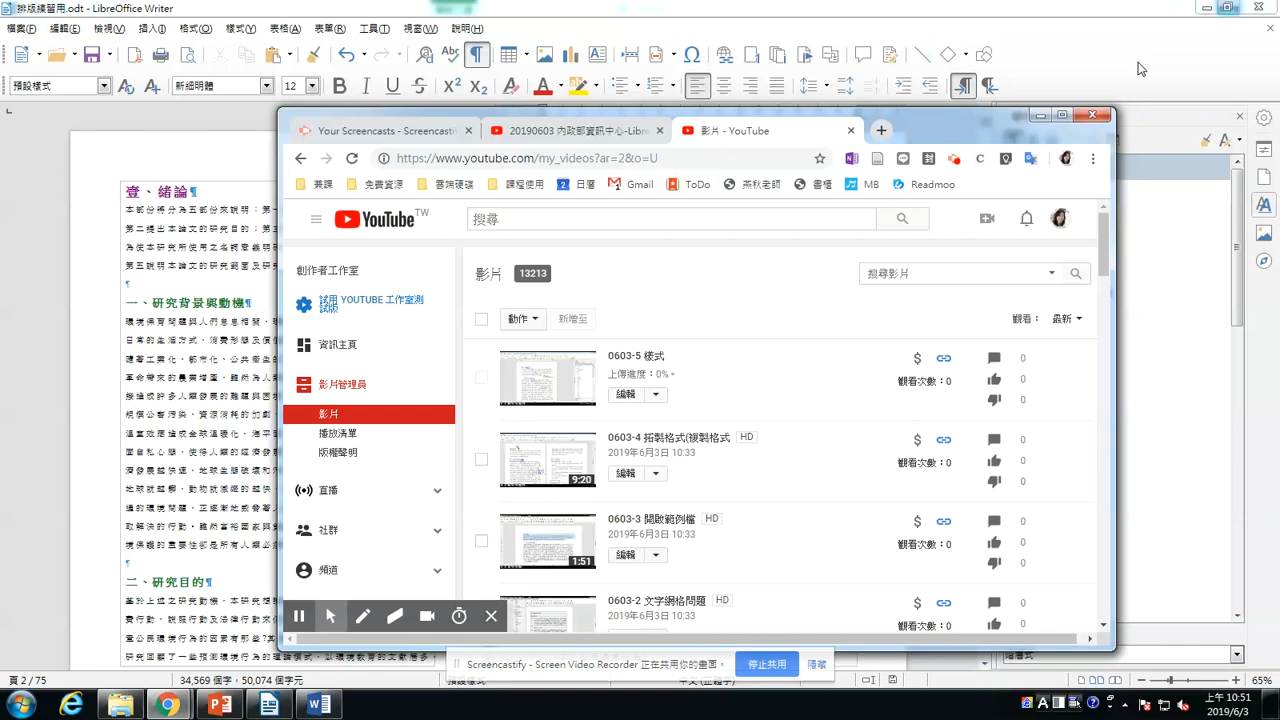 排版練習用.odt - LibreOffice Writer
檔案(F) 編輯(E) 檢視(V) 插入(I) 格式(O) 樣式(Y) 表格(A) 表單(R) 工具(T) 視窗(W) 說明(H)
預設樣式 新細明體 12
Your Screencasts - Screencasti
20190603 內政部資訊中心-Libre
影片 - YouTube
https://www.youtube.com/my_videos?ar=2&o=U
兼課 免費資源 雲端硬碟 課程使用 日曆 Gmail ToDo 燕秋老師 書櫃 MB Readmoo
YouTube TW
搜尋
創作者工作室
試用 YOUTUBE 工作室測
試版
資訊主頁
影片管理員
影片
播放清單
版權聲明
直播
社群
頻道
影片 13213
搜尋影片
動作 新增至
觀看： 最新
0603-5 樣式
上傳進度：0%。
編輯
觀看次數：0
0
0
0
0603-4 拓製格式(複製格式 HD
2019年6月3日 10:33
9:20
編輯
觀看次數：0
0
0
0
0603-3 開啟範例檔 HD
2019年6月3日 10:33
1:51
編輯
觀看次數：0
0
0
0
0603-2 文字網格問題 HD
2019年6月3日 10:33
觀看次數：0
0
0
壹、緒論¶
一、研究背景與動機¶
二、研究目的¶
Screencastify - Screen Video Recorder 正在共用你的畫面。 停止共用 隱藏
頁 2/75 34,569 個字，50,074 個字元 65%
上午 10:51
2019/6/3